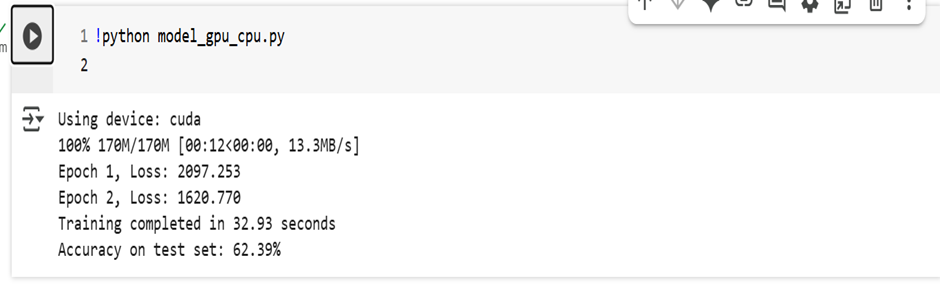 1 !python model_gpu_cpu.py
2
m
Using device: cuda
100% 170M/170M [00:12<00:00, 13.3MB/s]
Epoch 1, Loss: 2097.253
Epoch 2, Loss: 1620.770
Training completed in 32.93 seconds
Accuracy on test set: 62.39%